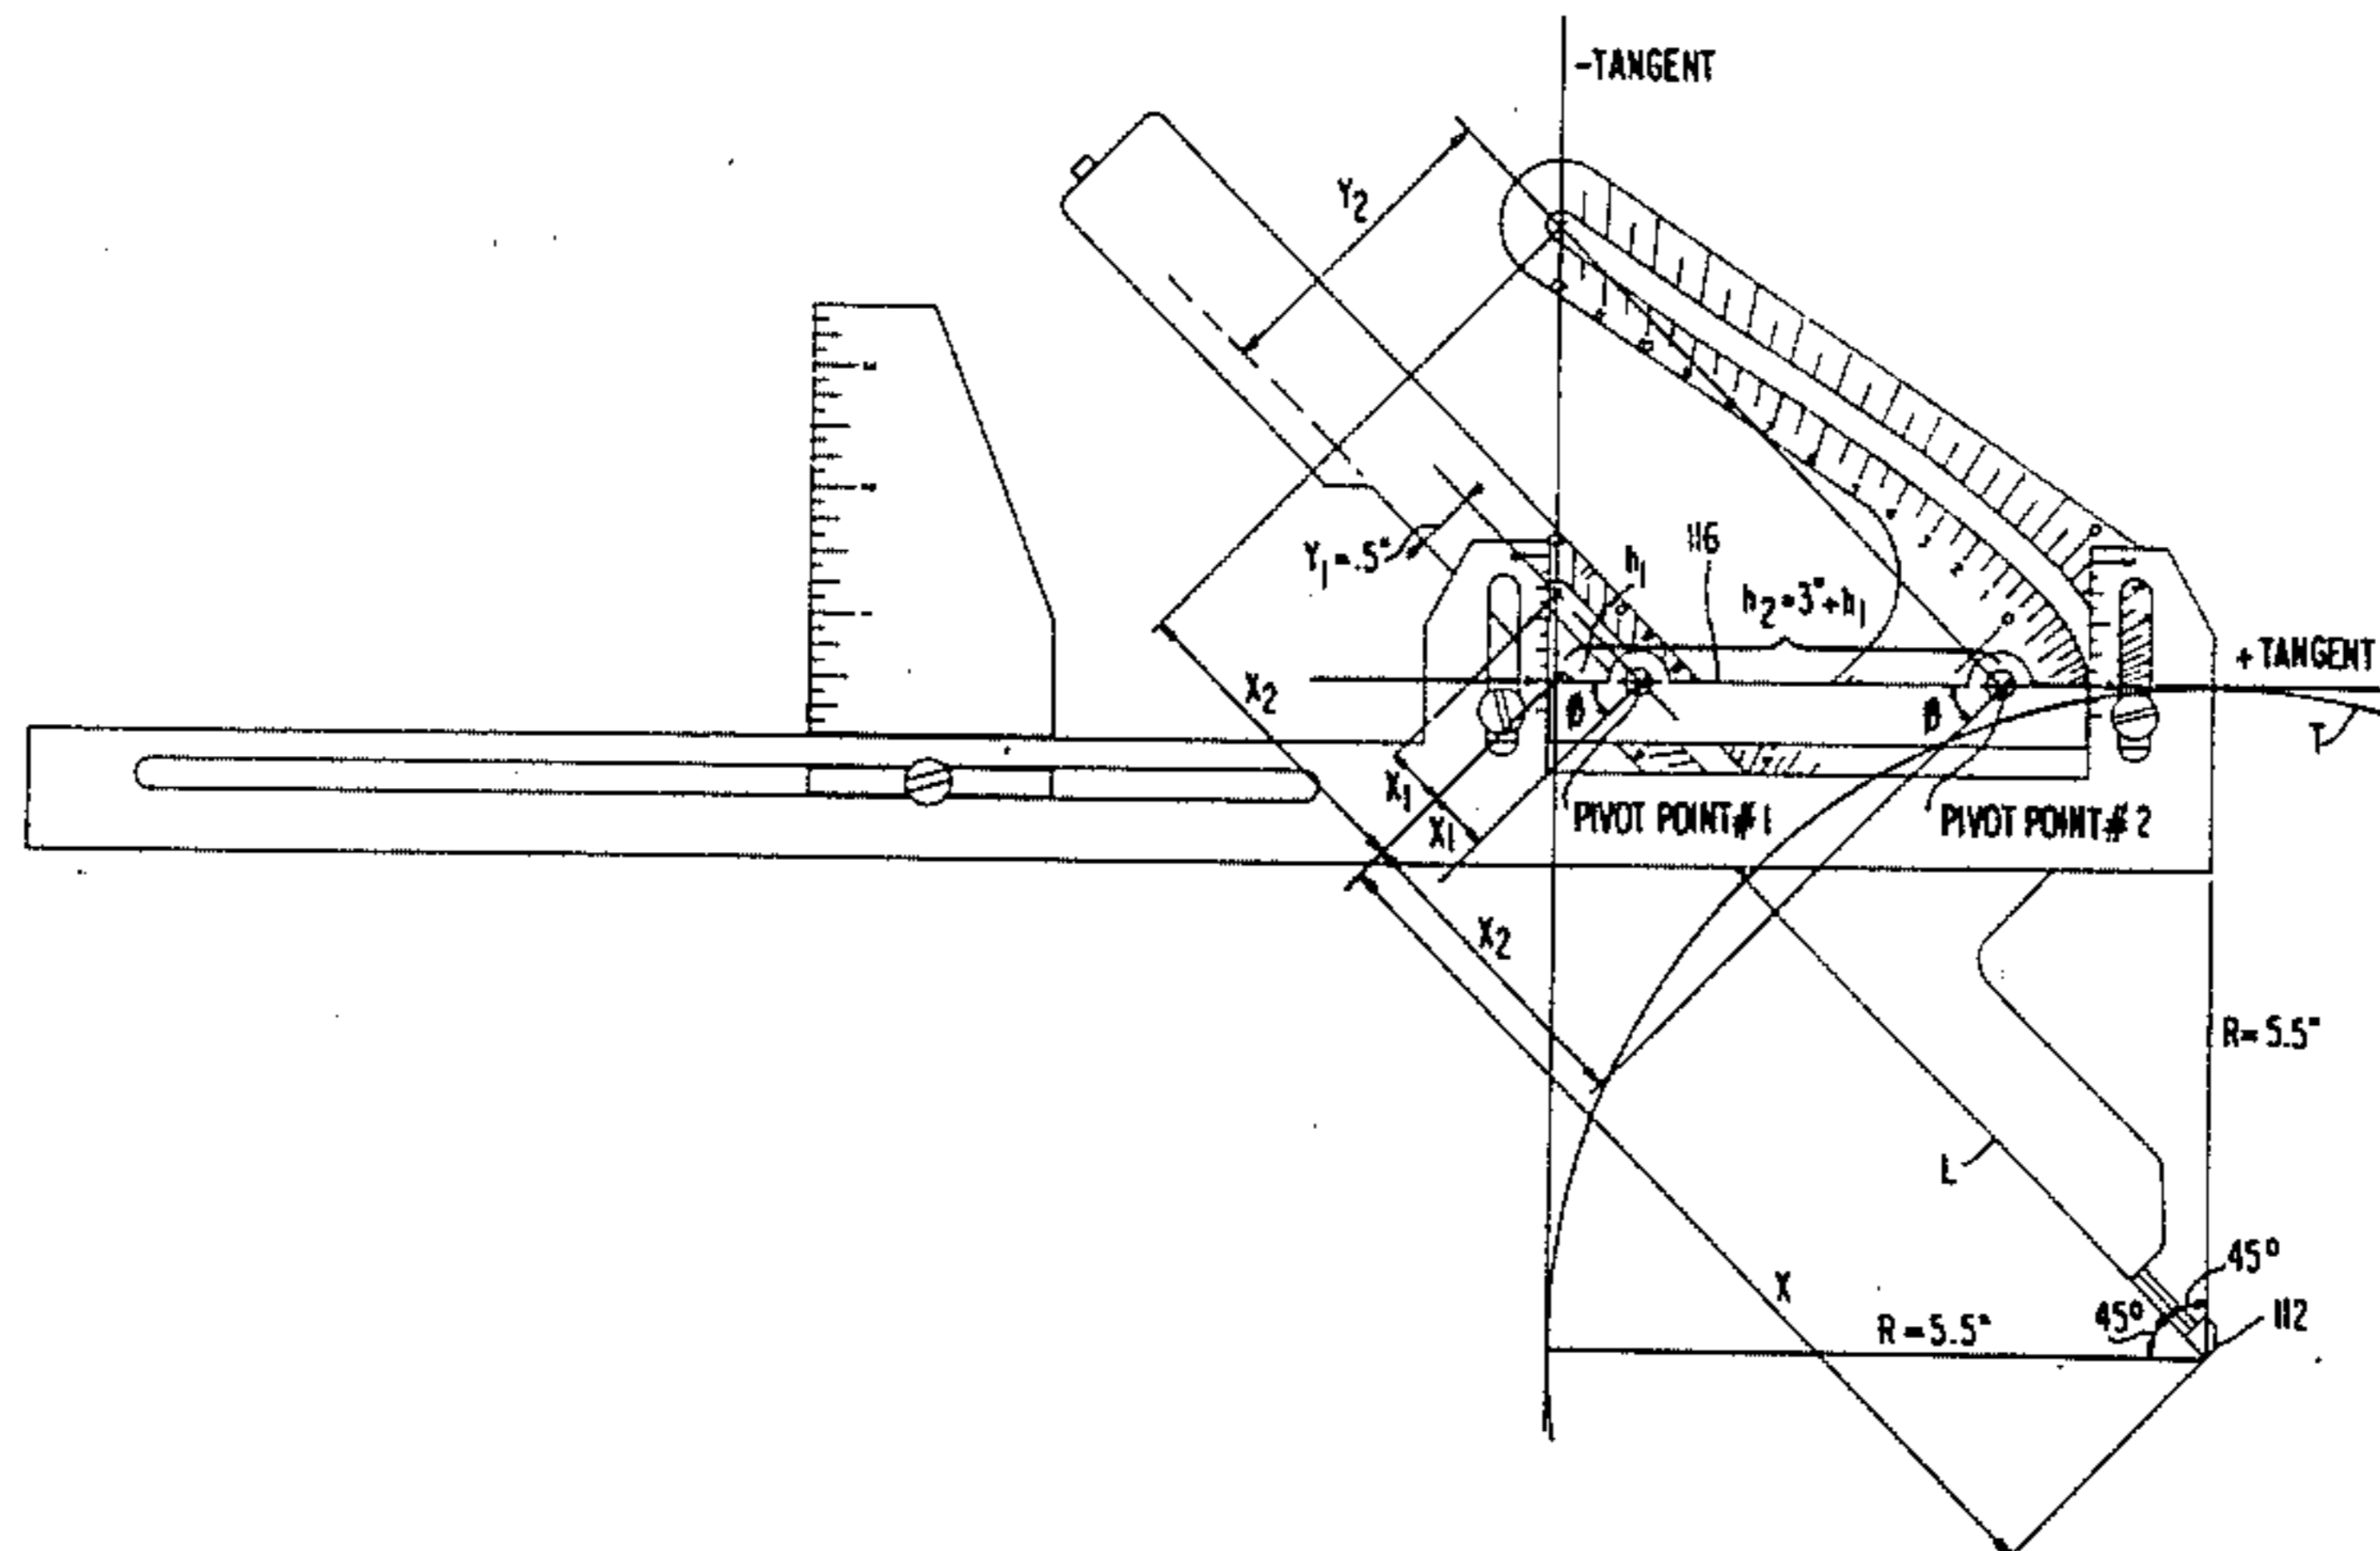 -TANGENT
Y2
Y1=.5"
h1
116
h2=3"+h1
+TANGENT
X2
β
β
T
X1
X1
PIVOT POINT #1
PIVOT POINT #2
X2
R=5.5"
L
X
45°
45°
R=5.5"
112